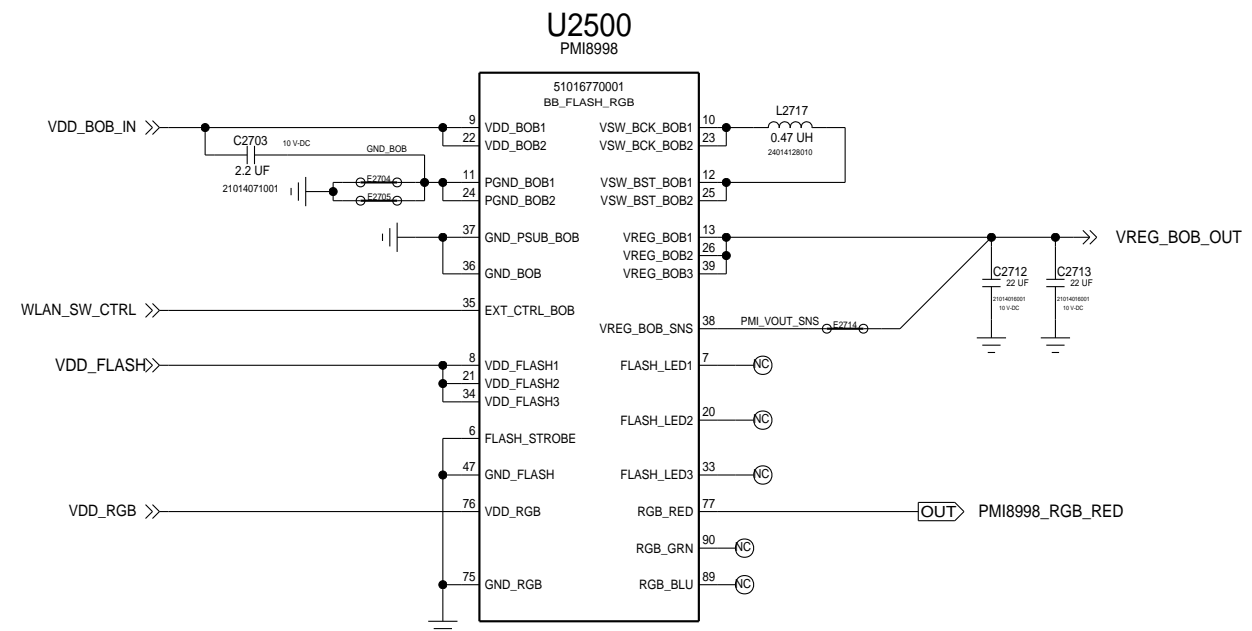 U2500
PMI8998
51016770001
BB_FLASH_RGB
VDD_BOB_IN
C2703
10 V-DC
2.2 UF
21014071001
GND_BOB
E2704
E2705
9 VDD_BOB1
22 VDD_BOB2
11 PGND_BOB1
24 PGND_BOB2
37 GND_PSUB_BOB
36 GND_BOB
WLAN_SW_CTRL
35 EXT_CTRL_BOB
VDD_FLASH
8 VDD_FLASH1
21 VDD_FLASH2
34 VDD_FLASH3
6 FLASH_STROBE
47 GND_FLASH
VDD_RGB
76 VDD_RGB
75 GND_RGB
VSW_BCK_BOB1 10
VSW_BCK_BOB2 23
L2717
0.47 UH
24014128010
VSW_BST_BOB1 12
VSW_BST_BOB2 25
VREG_BOB1 13
VREG_BOB2 26
VREG_BOB3 39
VREG_BOB_OUT
C2712
22 UF
21014016001
10 V-DC
C2713
22 UF
21014016001
10 V-DC
VREG_BOB_SNS 38
PMI_VOUT_SNS
E2714
FLASH_LED1 7 NC
FLASH_LED2 20 NC
FLASH_LED3 33 NC
RGB_RED 77
OUT PMI8998_RGB_RED
RGB_GRN 90 NC
RGB_BLU 89 NC